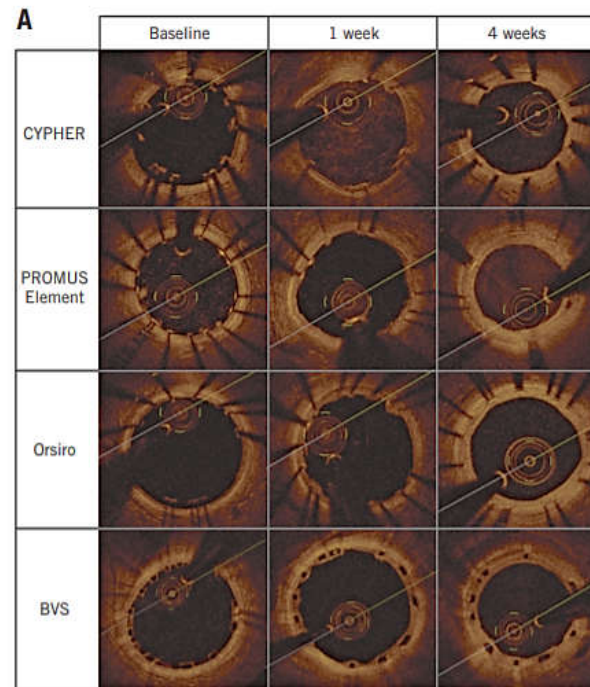 A
Baseline 1 week 4 weeks
CYPHER
PROMUS
Element
Orsiro
BVS